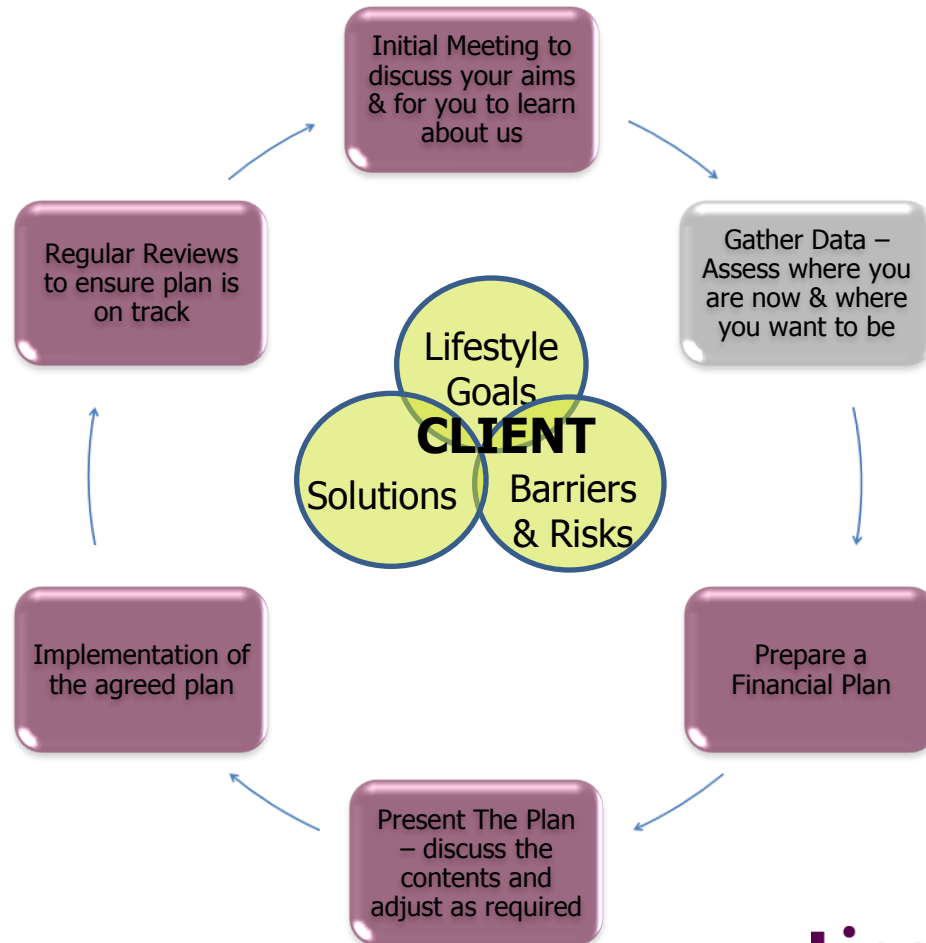 Initial Meeting to
discuss your aims
& for you to learn
about us
Gather Data –
Assess where you
are now & where
you want to be
Prepare a
Financial Plan
Present The Plan
– discuss the
contents and
adjust as required
Implementation of
the agreed plan
Regular Reviews
to ensure plan is
on track
Lifestyle
Goals
CLIENT
Solutions
Barriers
& Risks